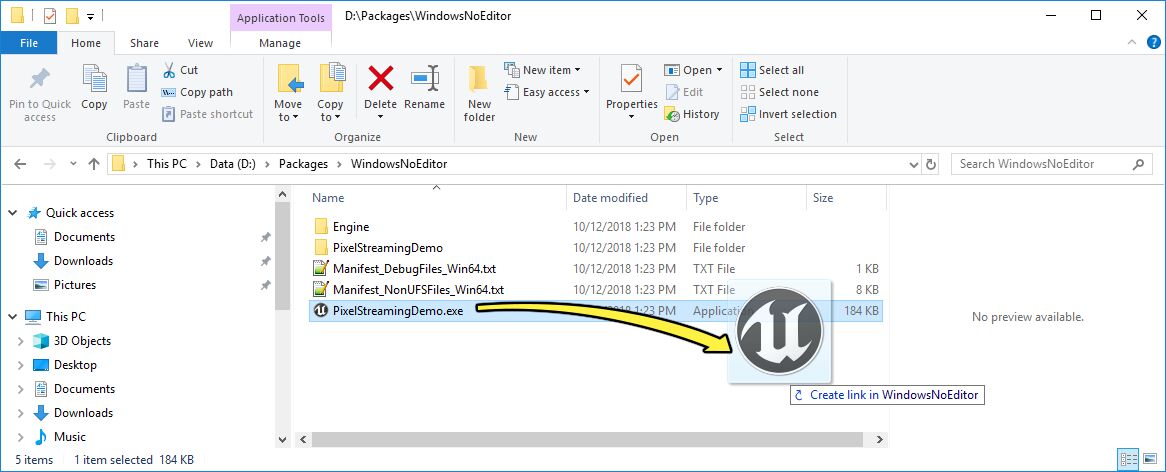 Application Tools D:\Packages\WindowsNoEditor
File Home Share View Manage
Pin to Quick access
Copy
Paste
Cut
Copy path
Paste shortcut
Clipboard
Move to
Copy to
Delete
Rename
Organize
New folder
New item
Easy access
New
Properties
Open
Edit
History
Open
Select all
Select none
Invert selection
Select
This PC > Data (D:) > Packages > WindowsNoEditor
Search WindowsNoEditor
Quick access
Documents
Downloads
Pictures
This PC
3D Objects
Desktop
Documents
Downloads
Music
Name Date modified Type Size
Engine 10/12/2018 1:23 PM File folder
PixelStreamingDemo 10/12/2018 1:23 PM File folder
Manifest_DebugFiles_Win64.txt 10/12/2018 1:23 PM TXT File 1 KB
Manifest_NonUFSFiles_Win64.txt 10/12/2018 1:23 PM TXT File 8 KB
PixelStreamingDemo.exe 10/12/2018 1:23 PM Application 184 KB
Create link in WindowsNoEditor
No preview available.
5 items 1 item selected 184 KB